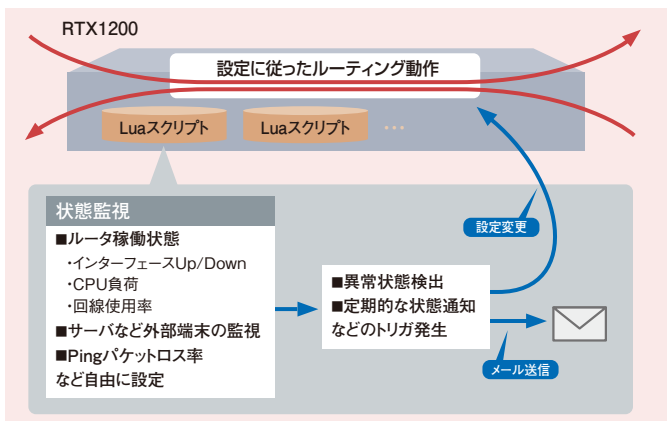 RTX1200
設定に従ったルーティング動作
Luaスクリプト
Luaスクリプト
…
状態監視
■ルータ稼働状態
・インターフェースUp/Down
・CPU負荷
・回線使用率
■サーバなど外部端末の監視
■Pingパケットロス率
など自由に設定
■異常状態検出
■定期的な状態通知
などのトリガ発生
設定変更
メール送信